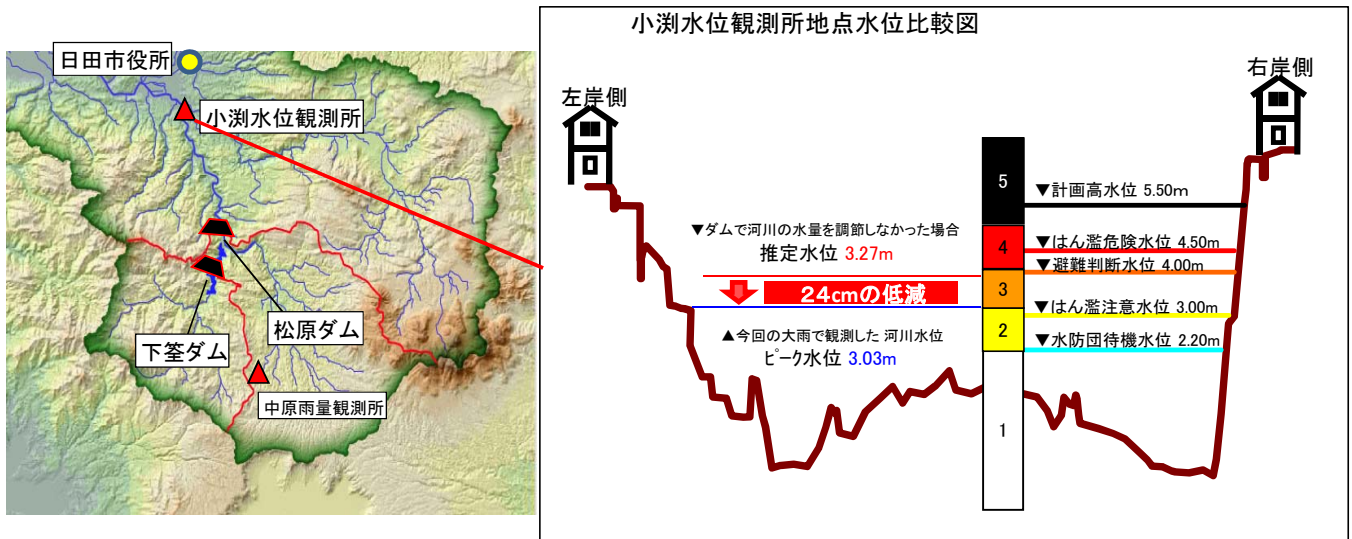 日田市役所
小渕水位観測所
松原ダム
下筌ダム
中原雨量観測所
小渕水位観測所地点水位比較図
左岸側
右岸側
▼ダムで河川の水量を調節しなかった場合
推定水位 3.27m
24cmの低減
▲今回の大雨で観測した 河川水位
ピーク水位 3.03m
5
4
3
2
1
▼計画高水位 5.50m
▼はん濫危険水位 4.50m
▼避難判断水位 4.00m
▼はん濫注意水位 3.00m
▼水防団待機水位 2.20m